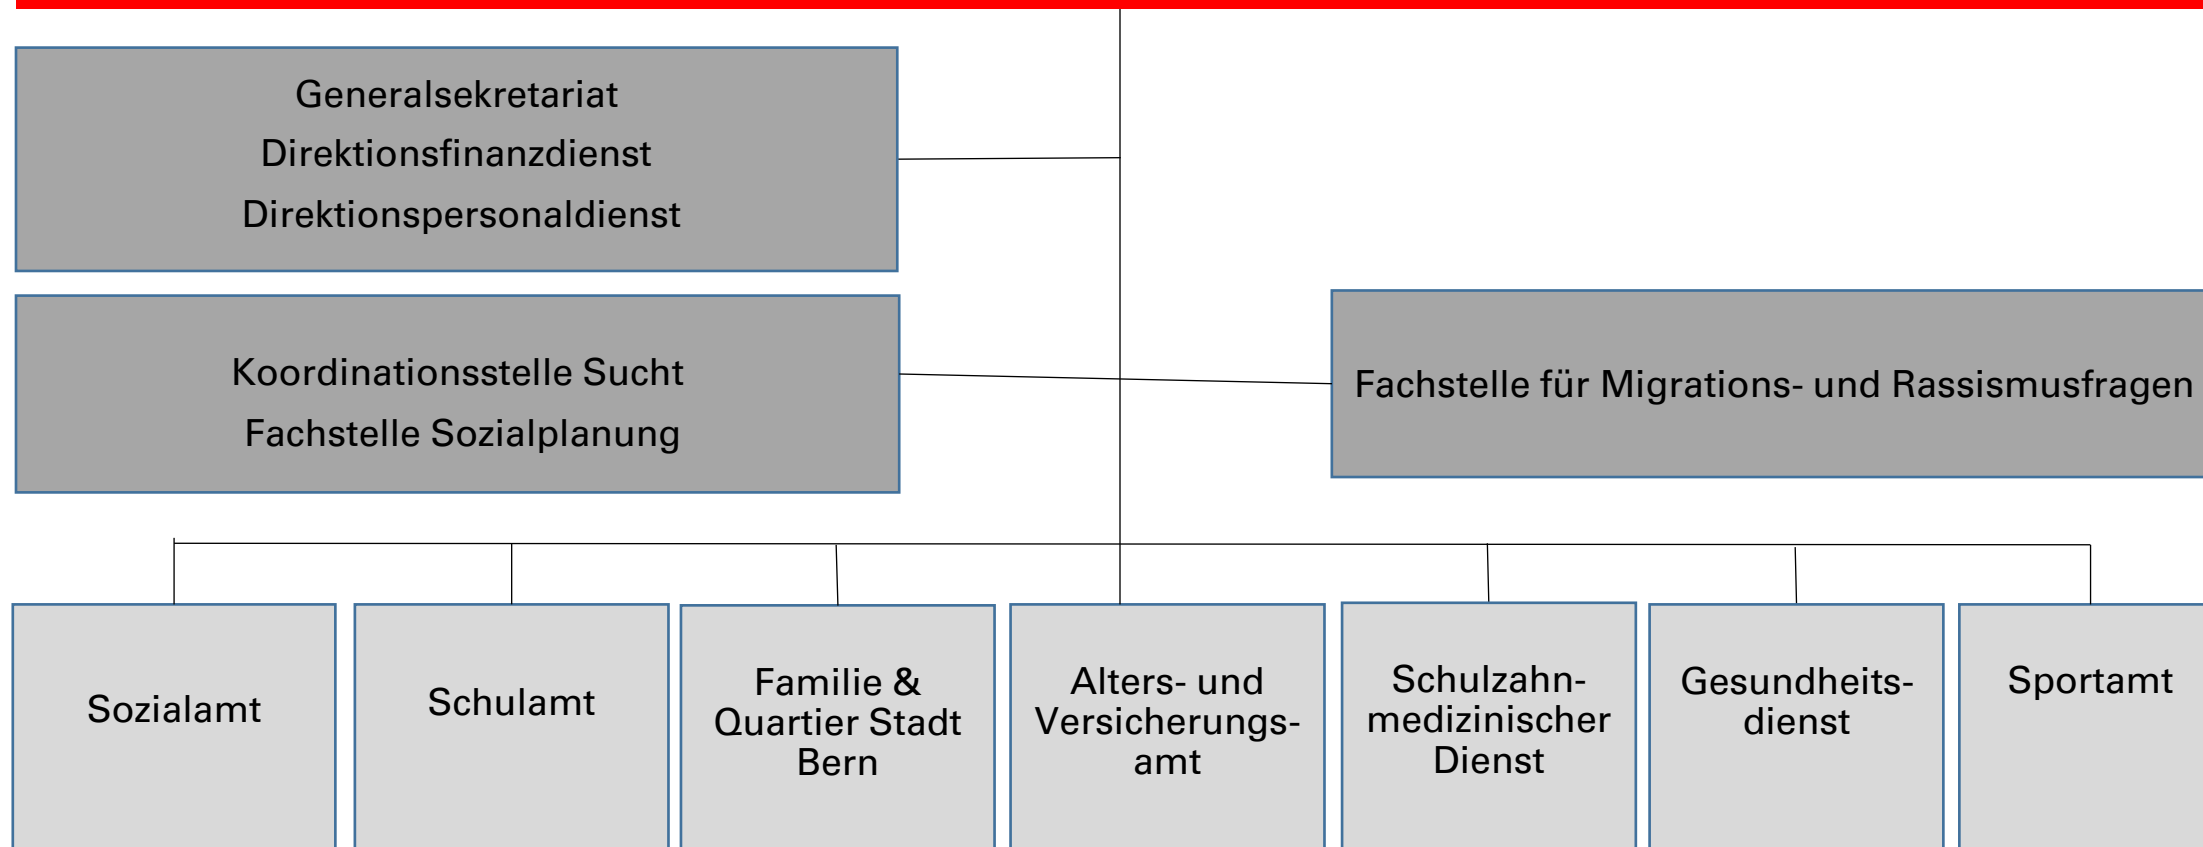 Generalsekretariat
Direktionsfinanzdienst
Direktionspersonaldienst
Koordinationsstelle Sucht
Fachstelle Sozialplanung
Fachstelle für Migrations- und Rassismusfragen
Sozialamt
Schulamt
Familie &
Quartier Stadt
Bern
Alters- und
Versicherungs-
amt
Schulzahn-
medizinischer
Dienst
Gesundheits-
dienst
Sportamt